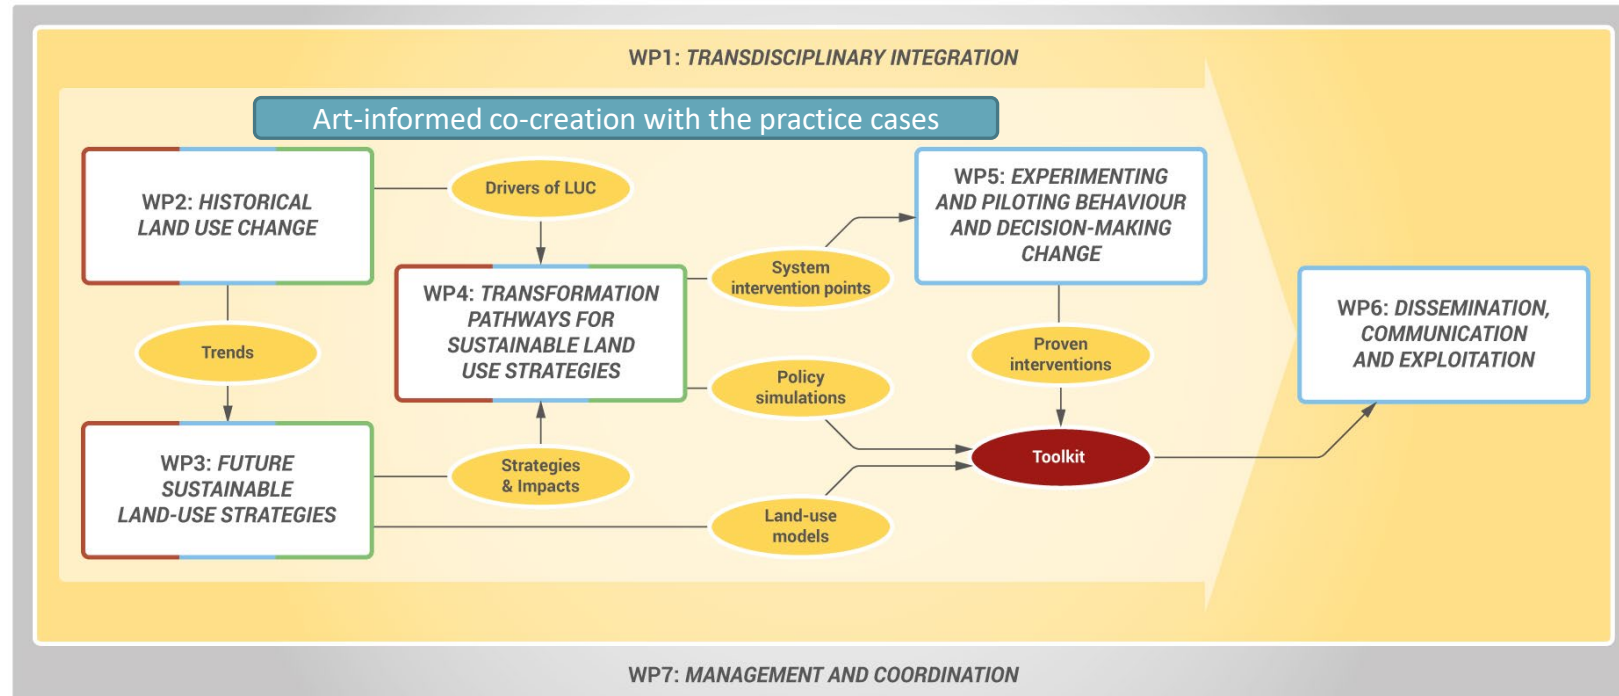 WP1: TRANSDISCIPLINARY INTEGRATION
Art-informed co-creation with the practice cases
WP2: HISTORICAL
LAND USE CHANGE
Drivers of LUC
WP5: EXPERIMENTING
AND PILOTING BEHAVIOUR
AND DECISION-MAKING
CHANGE
System
intervention points
WP4: TRANSFORMATION
PATHWAYS FOR
SUSTAINABLE LAND
USE STRATEGIES
WP6: DISSEMINATION,
COMMUNICATION
AND EXPLOITATION
Trends
Proven
interventions
Policy
simulations
WP3: FUTURE
SUSTAINABLE
LAND-USE STRATEGIES
Strategies
& Impacts
Toolkit
Land-use
models
WP7: MANAGEMENT AND COORDINATION